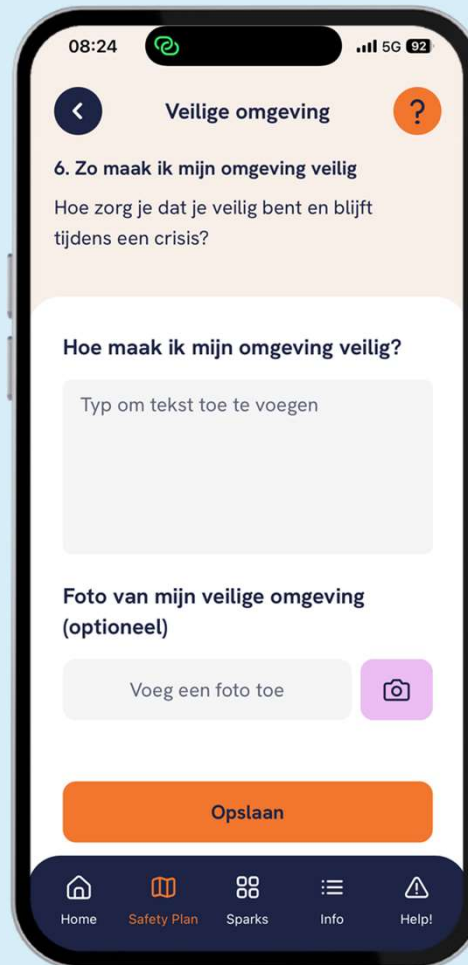 08:24
5G 92
Veilige omgeving
?
6. Zo maak ik mijn omgeving veilig
Hoe zorg je dat je veilig bent en blijft
tijdens een crisis?
Hoe maak ik mijn omgeving veilig?
Typ om tekst toe te voegen
Foto van mijn veilige omgeving
(optioneel)
Voeg een foto toe
Opslaan
Home Safety Plan Sparks Info Help!